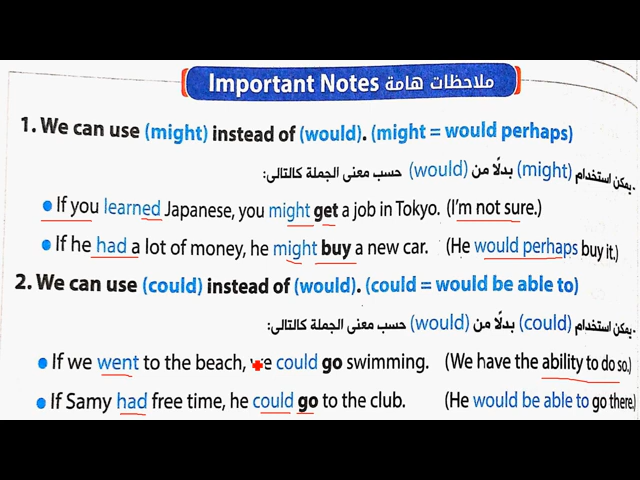 Important Notes ملاحظات هامة
1. We can use (might) instead of (would). (might = would perhaps)
- يمكن استخدام (might) بدلًا من (would) حسب معنى الجملة كالتالى:
• If you learned Japanese, you might get a job in Tokyo. (I'm not sure.)
• If he had a lot of money, he might buy a new car. (He would perhaps buy it.)
2. We can use (could) instead of (would). (could = would be able to)
- يمكن استخدام (could) بدلًا من (would) حسب معنى الجملة كالتالى:
• If we went to the beach, we could go swimming. (We have the ability to do so.)
• If Samy had free time, he could go to the club. (He would be able to go there.)